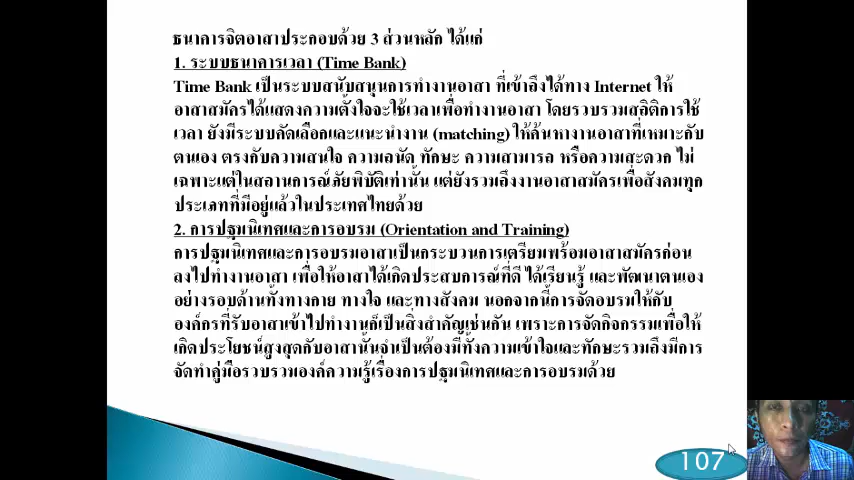 ธนาคารจิตอาสาประกอบด้วย 3 ส่วนหลัก ได้แก่
1. ระบบธนาคารเวลา (Time Bank)
Time Bank เป็นระบบสนับสนุนการทำงานอาสา ที่เข้าถึงได้ทาง Internet ให้
อาสาสมัครได้แสดงความตั้งใจจะใช้เวลาเพื่อทำงานอาสา โดยรวบรวมสถิติการใช้
เวลา ยังมีระบบคัดเลือกและแนะนำงาน (matching) ให้ค้นหางานอาสาที่เหมาะกับ
ตนเอง ตรงกับความสนใจ ความถนัด ทักษะ ความสามารถ หรือความสะดวก ไม่
เฉพาะแต่ในสถานการณ์ภัยพิบัติเท่านั้น แต่ยังรวมถึงงานอาสาสมัครเพื่อสังคมทุก
ประเภทที่มีอยู่แล้วในประเทศไทยด้วย
2. การปฐมนิเทศและการอบรม (Orientation and Training)
การปฐมนิเทศและการอบรมอาสาเป็นกระบวนการเตรียมพร้อมอาสาสมัครก่อน
ลงไปทำงานอาสา เพื่อให้อาสาได้เกิดประสบการณ์ที่ดี ได้เรียนรู้ และพัฒนาตนเอง
อย่างรอบด้านทั้งทางกาย ทางใจ และทางสังคม นอกจากนี้การจัดอบรมให้กับ
องค์กรที่รับอาสาเข้าไปทำงานก็เป็นสิ่งสำคัญเช่นกัน เพราะการจัดกิจกรรมเพื่อให้
เกิดประโยชน์สูงสุดกับอาสานั้นจำเป็นต้องมีทั้งความเข้าใจและทักษะรวมถึงมีการ
จัดทำคู่มือรวบรวมองค์ความรู้เรื่องการปฐมนิเทศและการอบรมด้วย
107